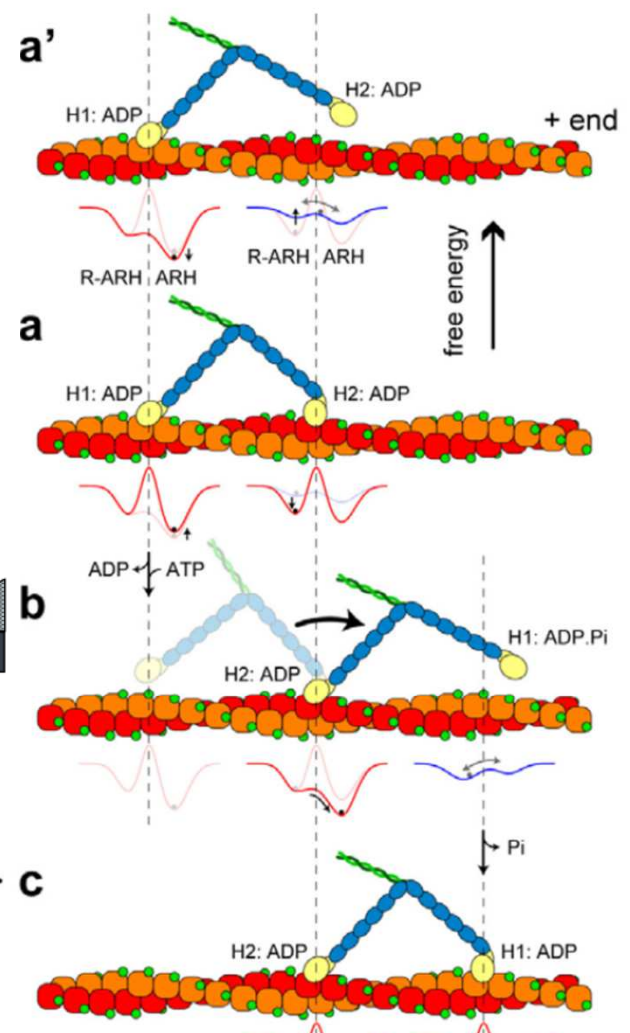 a’
H1: ADP
H2: ADP
+ end
R-ARH
ARH
R-ARH
ARH
free energy
a
H1: ADP
H2: ADP
ADP
ATP
b
H2: ADP
H1: ADP.Pi
Pi
c
H2: ADP
H1: ADP